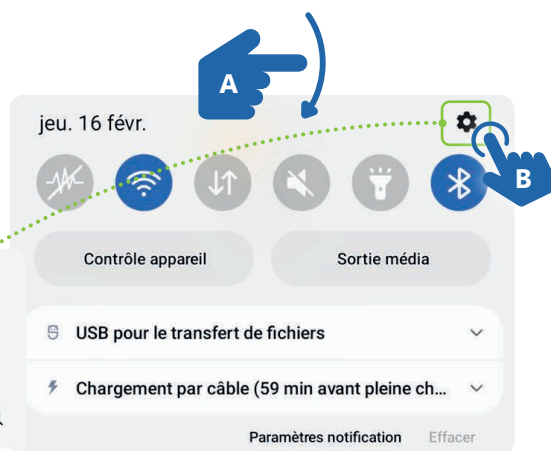 A
jeu. 16 févr.
B
Contrôle appareil Sortie média
USB pour le transfert de fichiers
Chargement par câble (59 min avant pleine ch...
Paramètres notification Effacer